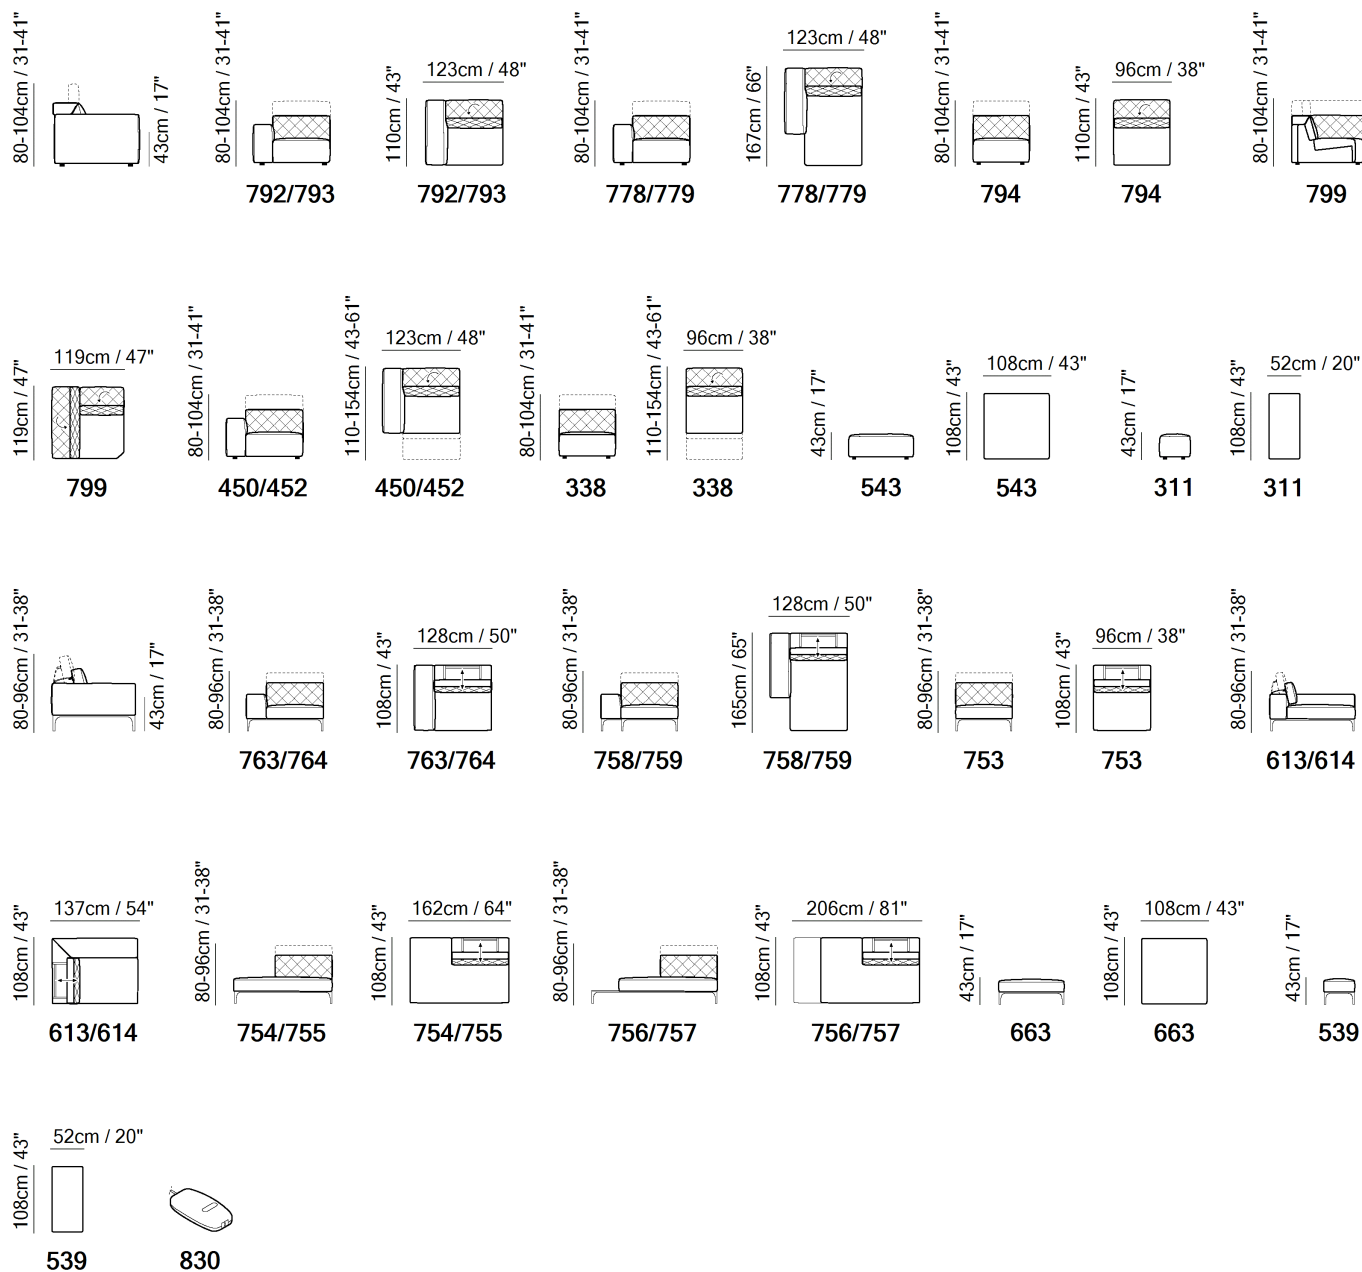 80-104cm / 31-41"
43cm / 17"
80-104cm / 31-41"
792/793
110cm / 43"
123cm / 48"
792/793
80-104cm / 31-41"
778/779
167cm / 66"
123cm / 48"
778/779
80-104cm / 31-41"
794
110cm / 43"
96cm / 38"
794
80-104cm / 31-41"
799
119cm / 47"
119cm / 47"
799
80-104cm / 31-41"
450/452
110-154cm / 43-61"
123cm / 48"
450/452
80-104cm / 31-41"
338
110-154cm / 43-61"
96cm / 38"
338
43cm / 17"
543
108cm / 43"
108cm / 43"
543
43cm / 17"
311
108cm / 43"
52cm / 20"
311
80-96cm / 31-38"
43cm / 17"
80-96cm / 31-38"
763/764
108cm / 43"
128cm / 50"
763/764
80-96cm / 31-38"
758/759
165cm / 65"
128cm / 50"
758/759
80-96cm / 31-38"
753
108cm / 43"
96cm / 38"
753
80-96cm / 31-38"
613/614
108cm / 43"
137cm / 54"
613/614
80-96cm / 31-38"
754/755
108cm / 43"
162cm / 64"
754/755
80-96cm / 31-38"
756/757
108cm / 43"
206cm / 81"
756/757
43cm / 17"
663
108cm / 43"
108cm / 43"
663
43cm / 17"
539
108cm / 43"
52cm / 20"
539
830